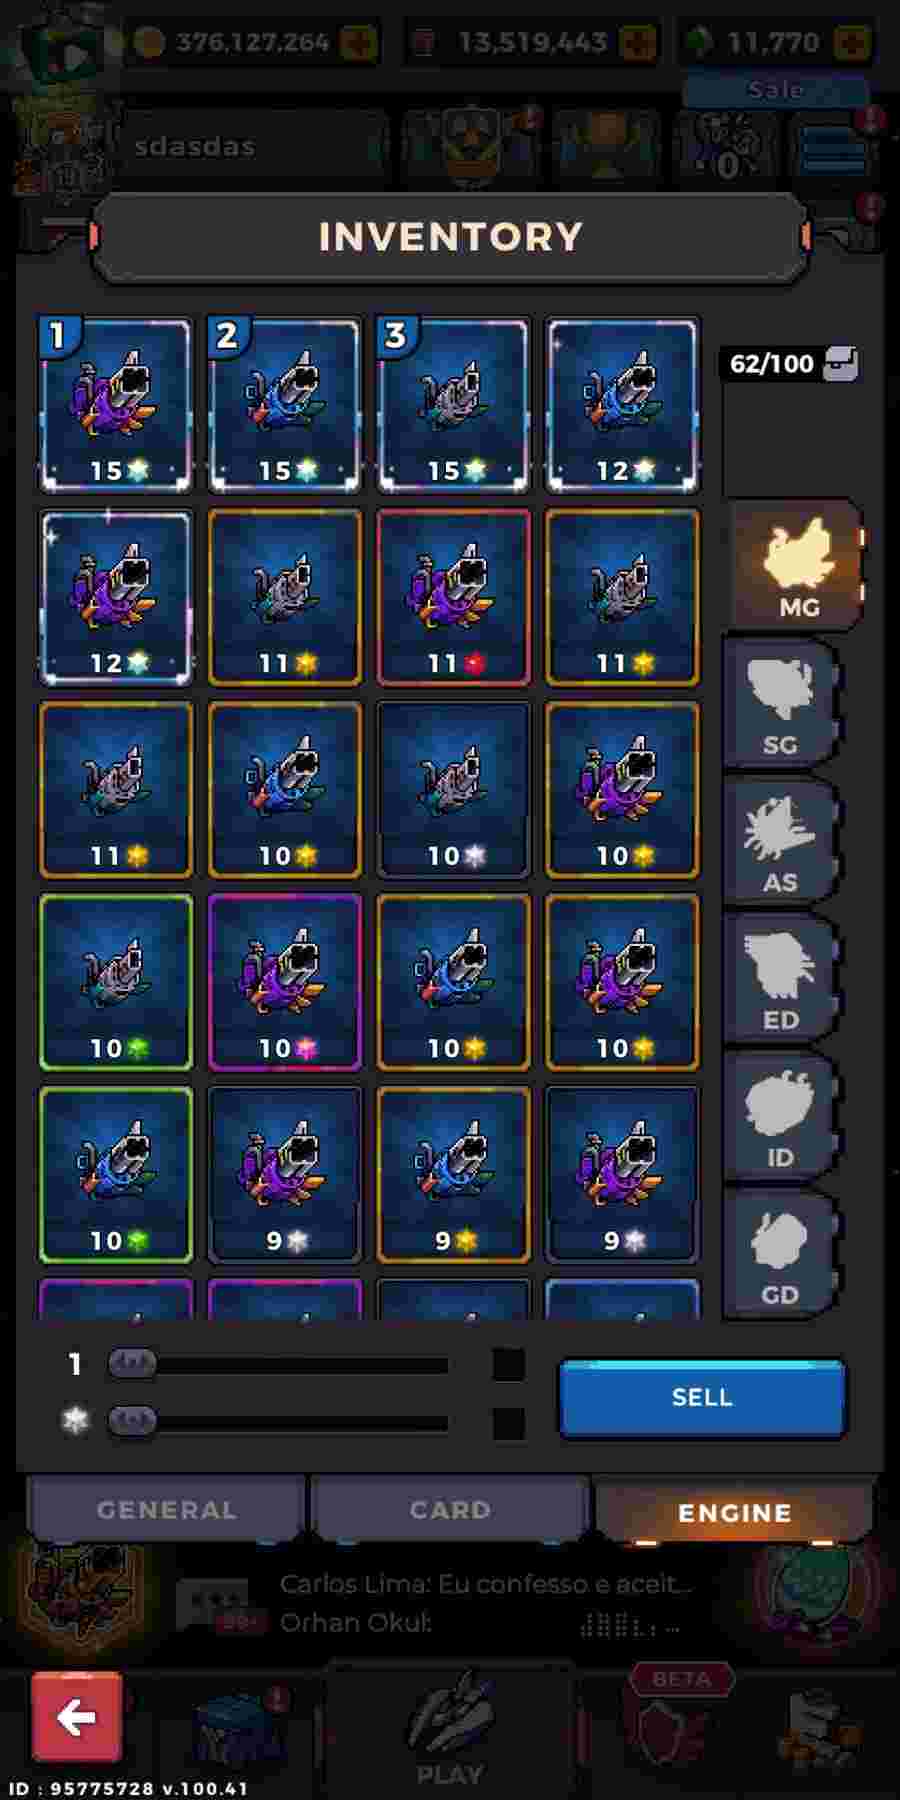 376,127,264
13,519,443
11,770
Sale
sdasdas
0
INVENTORY
62/100
1 2 3
15 15 15 12
MG
12 11 11 11
SG
11 10 10 10
AS
10 10 10 10
ED
ID
10 9 9 9
GD
1
SELL
GENERAL CARD ENGINE
Carlos Lima: Eu confesso e aceit...
99+
Orhan Okul:
BETA
PLAY
ID : 95775728 v.100.41